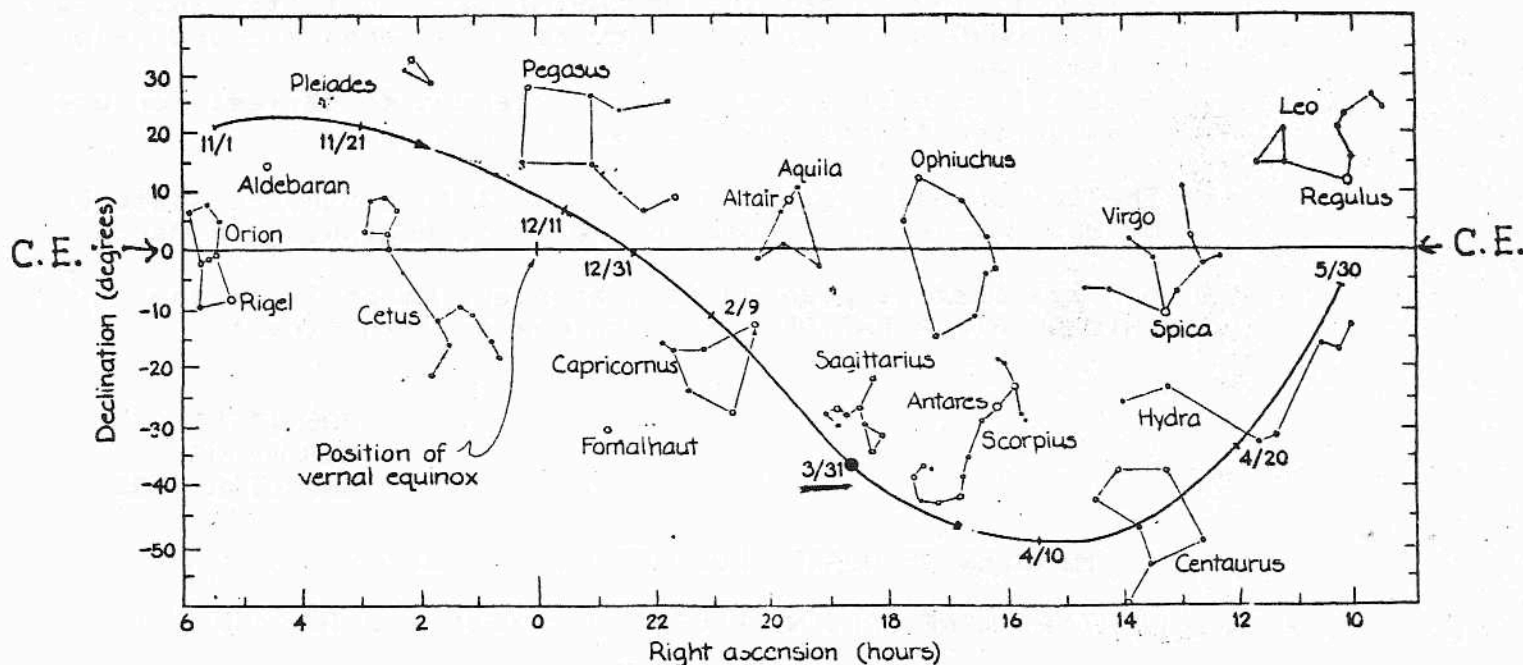 Declination (degrees)
30
20
10
0
-10
-20
-30
-40
-50
C.E.
C.E.
Pleiades
Pegasus
Leo
Regulus
11/1
11/21
Aldebaran
Orion
Rigel
Cetus
12/11
12/31
Aquila
Altair
Ophiuchus
Virgo
Spica
2/9
Capricornus
Fomalhaut
Position of
vernal equinox
Sagittarius
Antares
Scorpius
3/31
4/10
Hydra
4/20
5/30
Centaurus
6 4 2 0 22 20 18 16 14 12 10
Right ascension (hours)